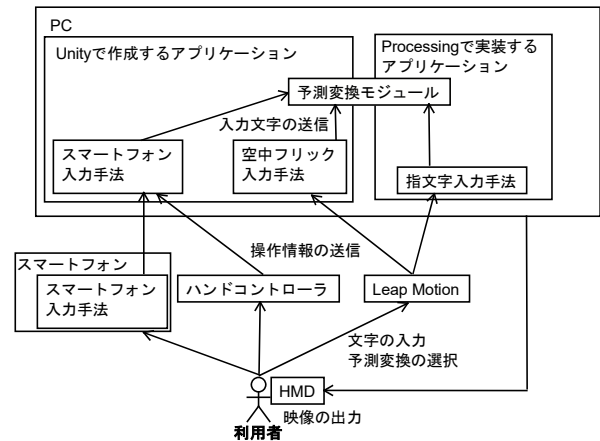 PC
Unityで作成するアプリケーション
Processingで実装する
アプリケーション
予測変換モジュール
入力文字の送信
スマートフォン
入力手法
空中フリック
入力手法
指文字入力手法
操作情報の送信
スマートフォン
スマートフォン
入力手法
ハンドコントローラ
Leap Motion
文字の入力
予測変換の選択
HMD
映像の出力
利用者